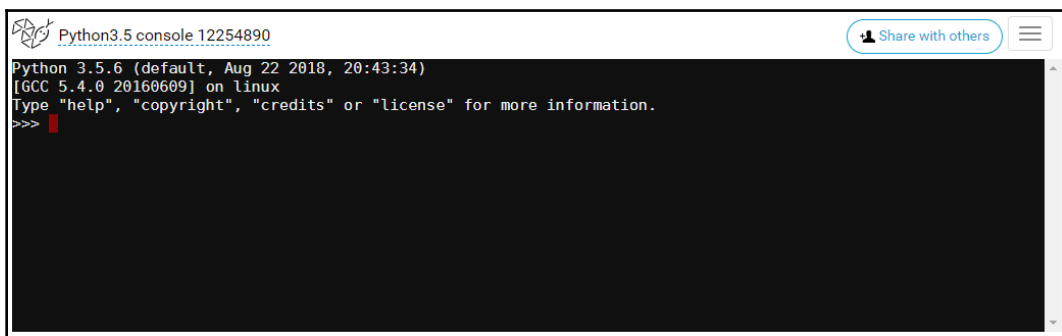 Python3.5 console 12254890
Share with others
Python 3.5.6 (default, Aug 22 2018, 20:43:34)
[GCC 5.4.0 20160609] on linux
Type "help", "copyright", "credits" or "license" for more information.
>>>